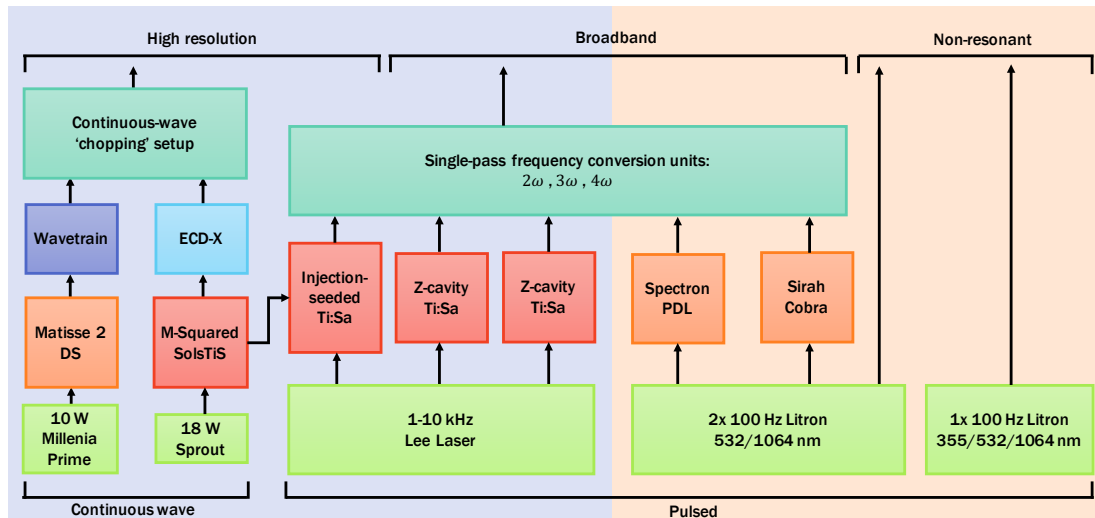 High resolution
Broadband
Non-resonant
Continuous-wave
‘chopping’ setup
Single-pass frequency conversion units:
2ω , 3ω , 4ω
Wavetrain
ECD-X
Injection-
seeded
Ti:Sa
Z-cavity
Ti:Sa
Z-cavity
Ti:Sa
Spectron
PDL
Sirah
Cobra
Matisse 2
DS
M-Squared
SolsTiS
10 W
Millenia
Prime
18 W
Sprout
1-10 kHz
Lee Laser
2x 100 Hz Litron
532/1064 nm
1x 100 Hz Litron
355/532/1064 nm
Continuous wave
Pulsed